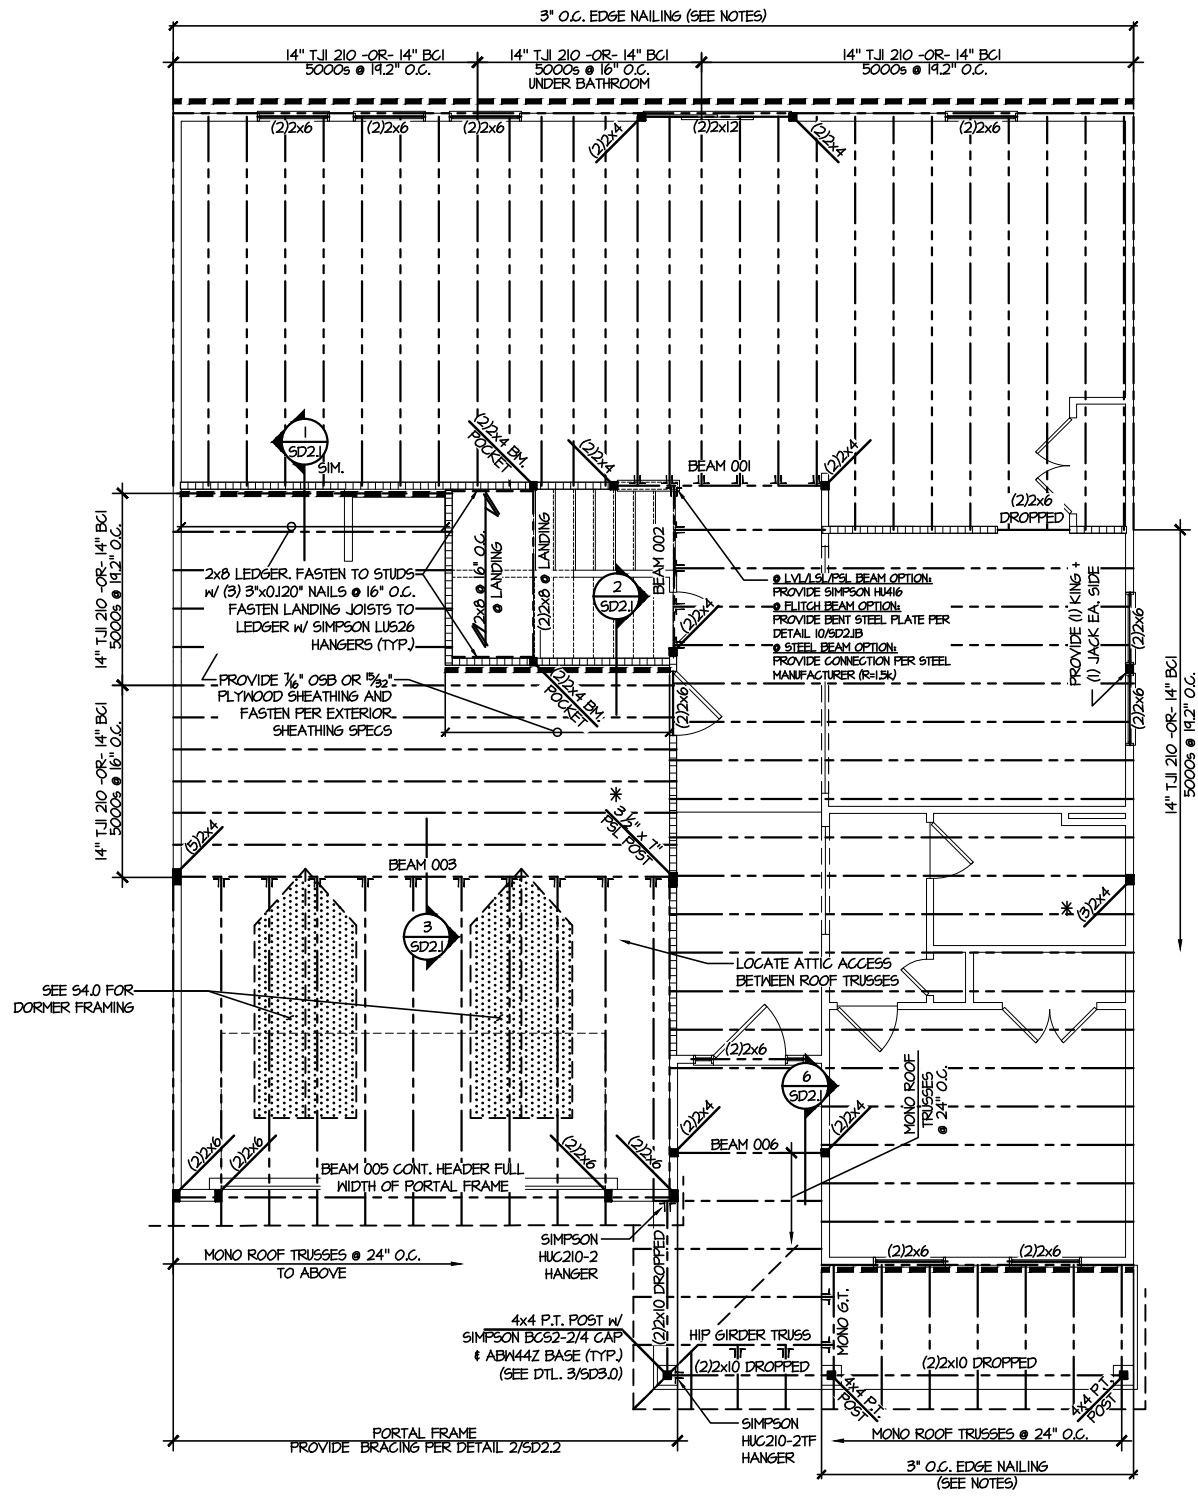 3" O.C. EDGE NAILING (SEE NOTES)
14" TJI 210 -OR- 14" BCI
5000s @ 19.2" O.C.
14" TJI 210 -OR- 14" BCI
5000s @ 16" O.C.
UNDER BATHROOM
14" TJI 210 -OR- 14" BCI
5000s @ 19.2" O.C.
(2)2x6
(2)2x6
(2)2x6
(2)2x4
(2)2x12
(2)2x4
(2)2x6
1
SD2.1
SIM.
(2)2x4 BM.
POCKET
(2)2x4
BEAM 001
(2)2x4
(2)2x6
DROPPED
14" TJI 210 -OR- 14" BCI
5000s @ 19.2" O.C.
2x8 LEDGER. FASTEN TO STUDS
W/ (3) 3"x0.120" NAILS @ 16" O.C.
FASTEN LANDING JOISTS TO
LEDGER W/ SIMPSON LUS26
HANGERS (TYP.)
2x8 @ 16" O.C.
@ LANDING
(2)2x8 @ LANDING
2
SD2.1
BEAM 002
(2)2x4
@ LVL/LSL/PSL BEAM OPTION:
PROVIDE SIMPSON HU416
@ FLITCH BEAM OPTION:
PROVIDE BENT STEEL PLATE PER
DETAIL 10/SD2.1B
@ STEEL BEAM OPTION:
PROVIDE CONNECTION PER STEEL
MANUFACTURER (R=1.5k)
PROVIDE (1) KING +
(1) JACK EA. SIDE
(2)2x6
(2)2x6
14" TJI 210 -OR- 14" BCI
5000s @ 19.2" O.C.
PROVIDE 7/16" OSB OR 15/32"
PLYWOOD SHEATHING AND
FASTEN PER EXTERIOR
SHEATHING SPECS
(2)2x4 BM.
POCKET
(2)2x6
14" TJI 210 -OR- 14" BCI
5000s @ 16" O.C.
(5)2x4
BEAM 003
* 3 1/2" x 7"
PSL POST
3
SD2.1
* (3)2x4
LOCATE ATTIC ACCESS
BETWEEN ROOF TRUSSES
SEE S4.0 FOR
DORMER FRAMING
(2)2x6
6
SD2.1
MONO ROOF
TRUSSES
@ 24" O.C.
(2)2x4
BEAM 006
(2)2x4
(2)2x6
(2)2x6
BEAM 005 CONT. HEADER FULL
WIDTH OF PORTAL FRAME
(2)2x6
(2)2x6
MONO ROOF TRUSSES @ 24" O.C.
TO ABOVE
SIMPSON
HUC210-2
HANGER
(2)2x10 DROPPED
(2)2x6
(2)2x6
4x4 P.T. POST W/
SIMPSON BCS2-2/4 CAP
& ABW44Z BASE (TYP.)
(SEE DTL. 3/SD3.0)
HIP GIRDER TRUSS
MONO G.T.
(2)2x10 DROPPED
(2)2x10 DROPPED
4x4 P.T.
POST
4x4 P.T.
POST
SIMPSON
HUC210-2TF
HANGER
PORTAL FRAME
PROVIDE BRACING PER DETAIL 2/SD2.2
MONO ROOF TRUSSES @ 24" O.C.
3" O.C. EDGE NAILING
(SEE NOTES)